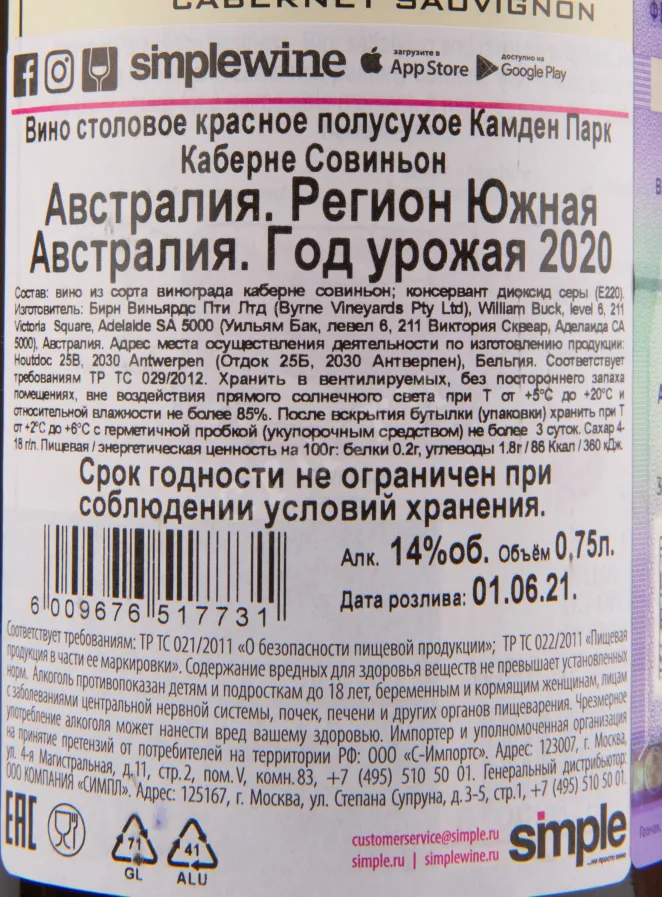 CABERNET SAUVIGNON
simplewine загрузите в App Store доступно на Google Play
Вино столовое красное полусухое Камден Парк
Каберне Совиньон
Австралия. Регион Южная
Австралия. Год урожая 2020
Состав: вино из сорта винограда каберне совиньон; консервант диоксид серы (E220).
Изготовитель: Бирн Виньярдс Пти Лтд (Byrne Vineyards Pty Ltd), William Buck, level 6, 211
Victoria Square, Adelaide SA 5000 (Уильям Бак, левел 6, 211 Виктория Сквеар, Аделаида СА
5000), Австралия. Адрес места осуществления деятельности по изготовлению продукции:
Houtdoc 25B, 2030 Antwerpen (Отдок 25Б, 2030 Антверпен), Бельгия. Соответствует
требованиям ТР ТС 029/2012. Хранить в вентилируемых, без постороннего запаха
помещениях, вне воздействия прямого солнечного света при Т от +5°С до +20°С и
относительной влажности не более 85%. После вскрытия бутылки (упаковки) хранить при Т
от +2°С до +6°С с герметичной пробкой (укупорочным средством) не более 3 суток. Сахар 4-
18 г/л. Пищевая / энергетическая ценность на 100г: белки 0.2г, углеводы 1.8г / 86 Ккал / 360 кДж.
Срок годности не ограничен при
соблюдении условий хранения.
Алк. 14%об. Объём 0,75л.
Дата розлива: 01.06.21.
6 009676 517731
Соответствует требованиям: ТР ТС 021/2011 «О безопасности пищевой продукции»; ТР ТС 022/2011 «Пищевая
продукция в части ее маркировки». Содержание вредных для здоровья веществ не превышает установленных
норм. Алкоголь противопоказан детям и подросткам до 18 лет, беременным и кормящим женщинам, лицам
с заболеваниями центральной нервной системы, почек, печени и других органов пищеварения. Чрезмерное
употребление алкоголя может нанести вред вашему здоровью. Импортер и уполномоченная организация
на принятие претензий от потребителей на территории РФ: ООО «С-Импортс». Адрес: 123007, г. Москва,
ул. 4-я Магистральная, д.11, стр.2, пом.V, комн.83, +7 (495) 510 50 01. Генеральный дистрибьютор:
ООО КОМПАНИЯ «СИМПЛ». Адрес: 125167, г. Москва, ул. Степана Супруна, д.3-5, стр.1, +7 (495) 510 50 01.
EAC
71
GL
41
ALU
customerservice@simple.ru
simple.ru | simplewine.ru
simple
...не просто вино